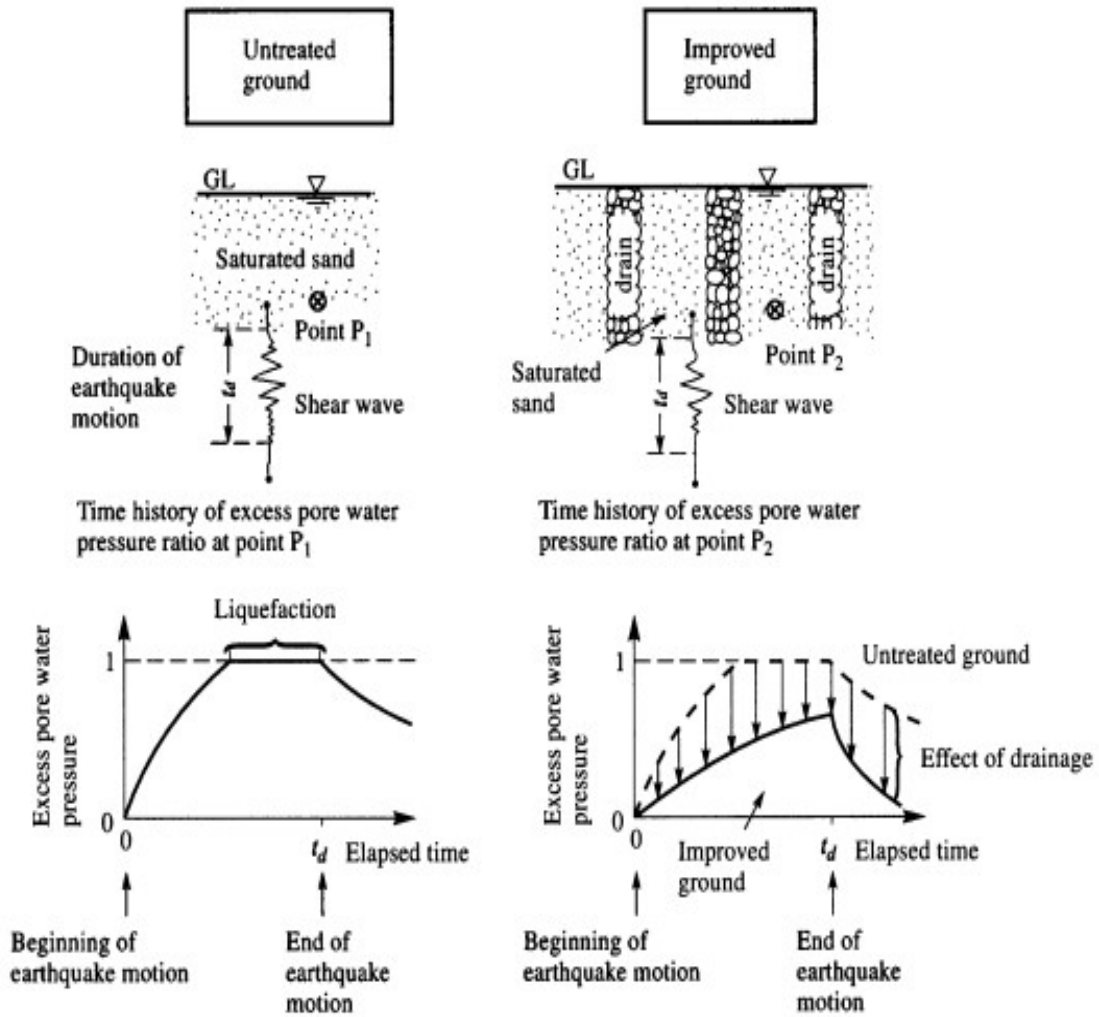 Untreated
ground
GL
Saturated sand
Point P1
Duration of
earthquake
motion
td
Shear wave
Time history of excess pore water
pressure ratio at point P1
Liquefaction
Excess pore water
pressure
1
0
0
td
Elapsed time
Beginning of
earthquake motion
End of
earthquake
motion
Improved
ground
GL
drain
drain
Point P2
Saturated
sand
td
Shear wave
Time history of excess pore water
pressure ratio at point P2
Excess pore water
pressure
1
Untreated ground
Effect of drainage
0
0
Improved
ground
td
Elapsed time
Beginning of
earthquake motion
End of
earthquake
motion